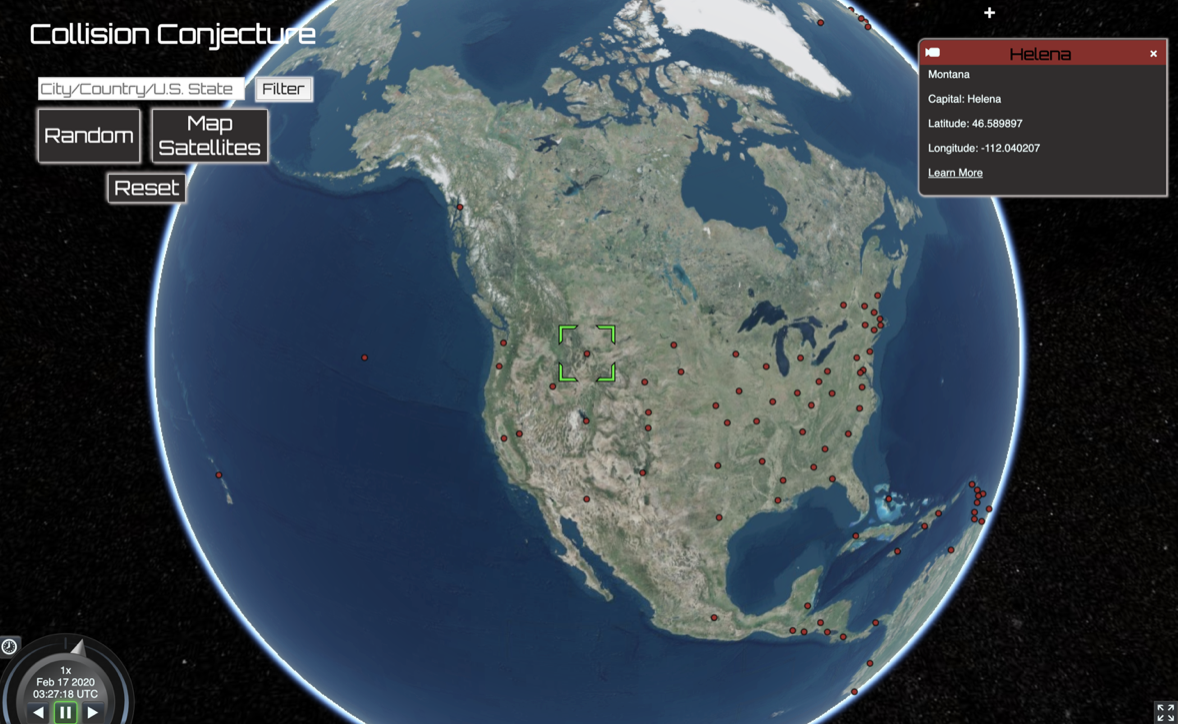 Collision Conjecture
City/Country/U.S. State
Filter
Random
Map
Satellites
Reset
Helena
×
Montana
Capital: Helena
Latitude: 46.589897
Longitude: -112.040207
Learn More
1x
Feb 17 2020
03:27:18 UTC